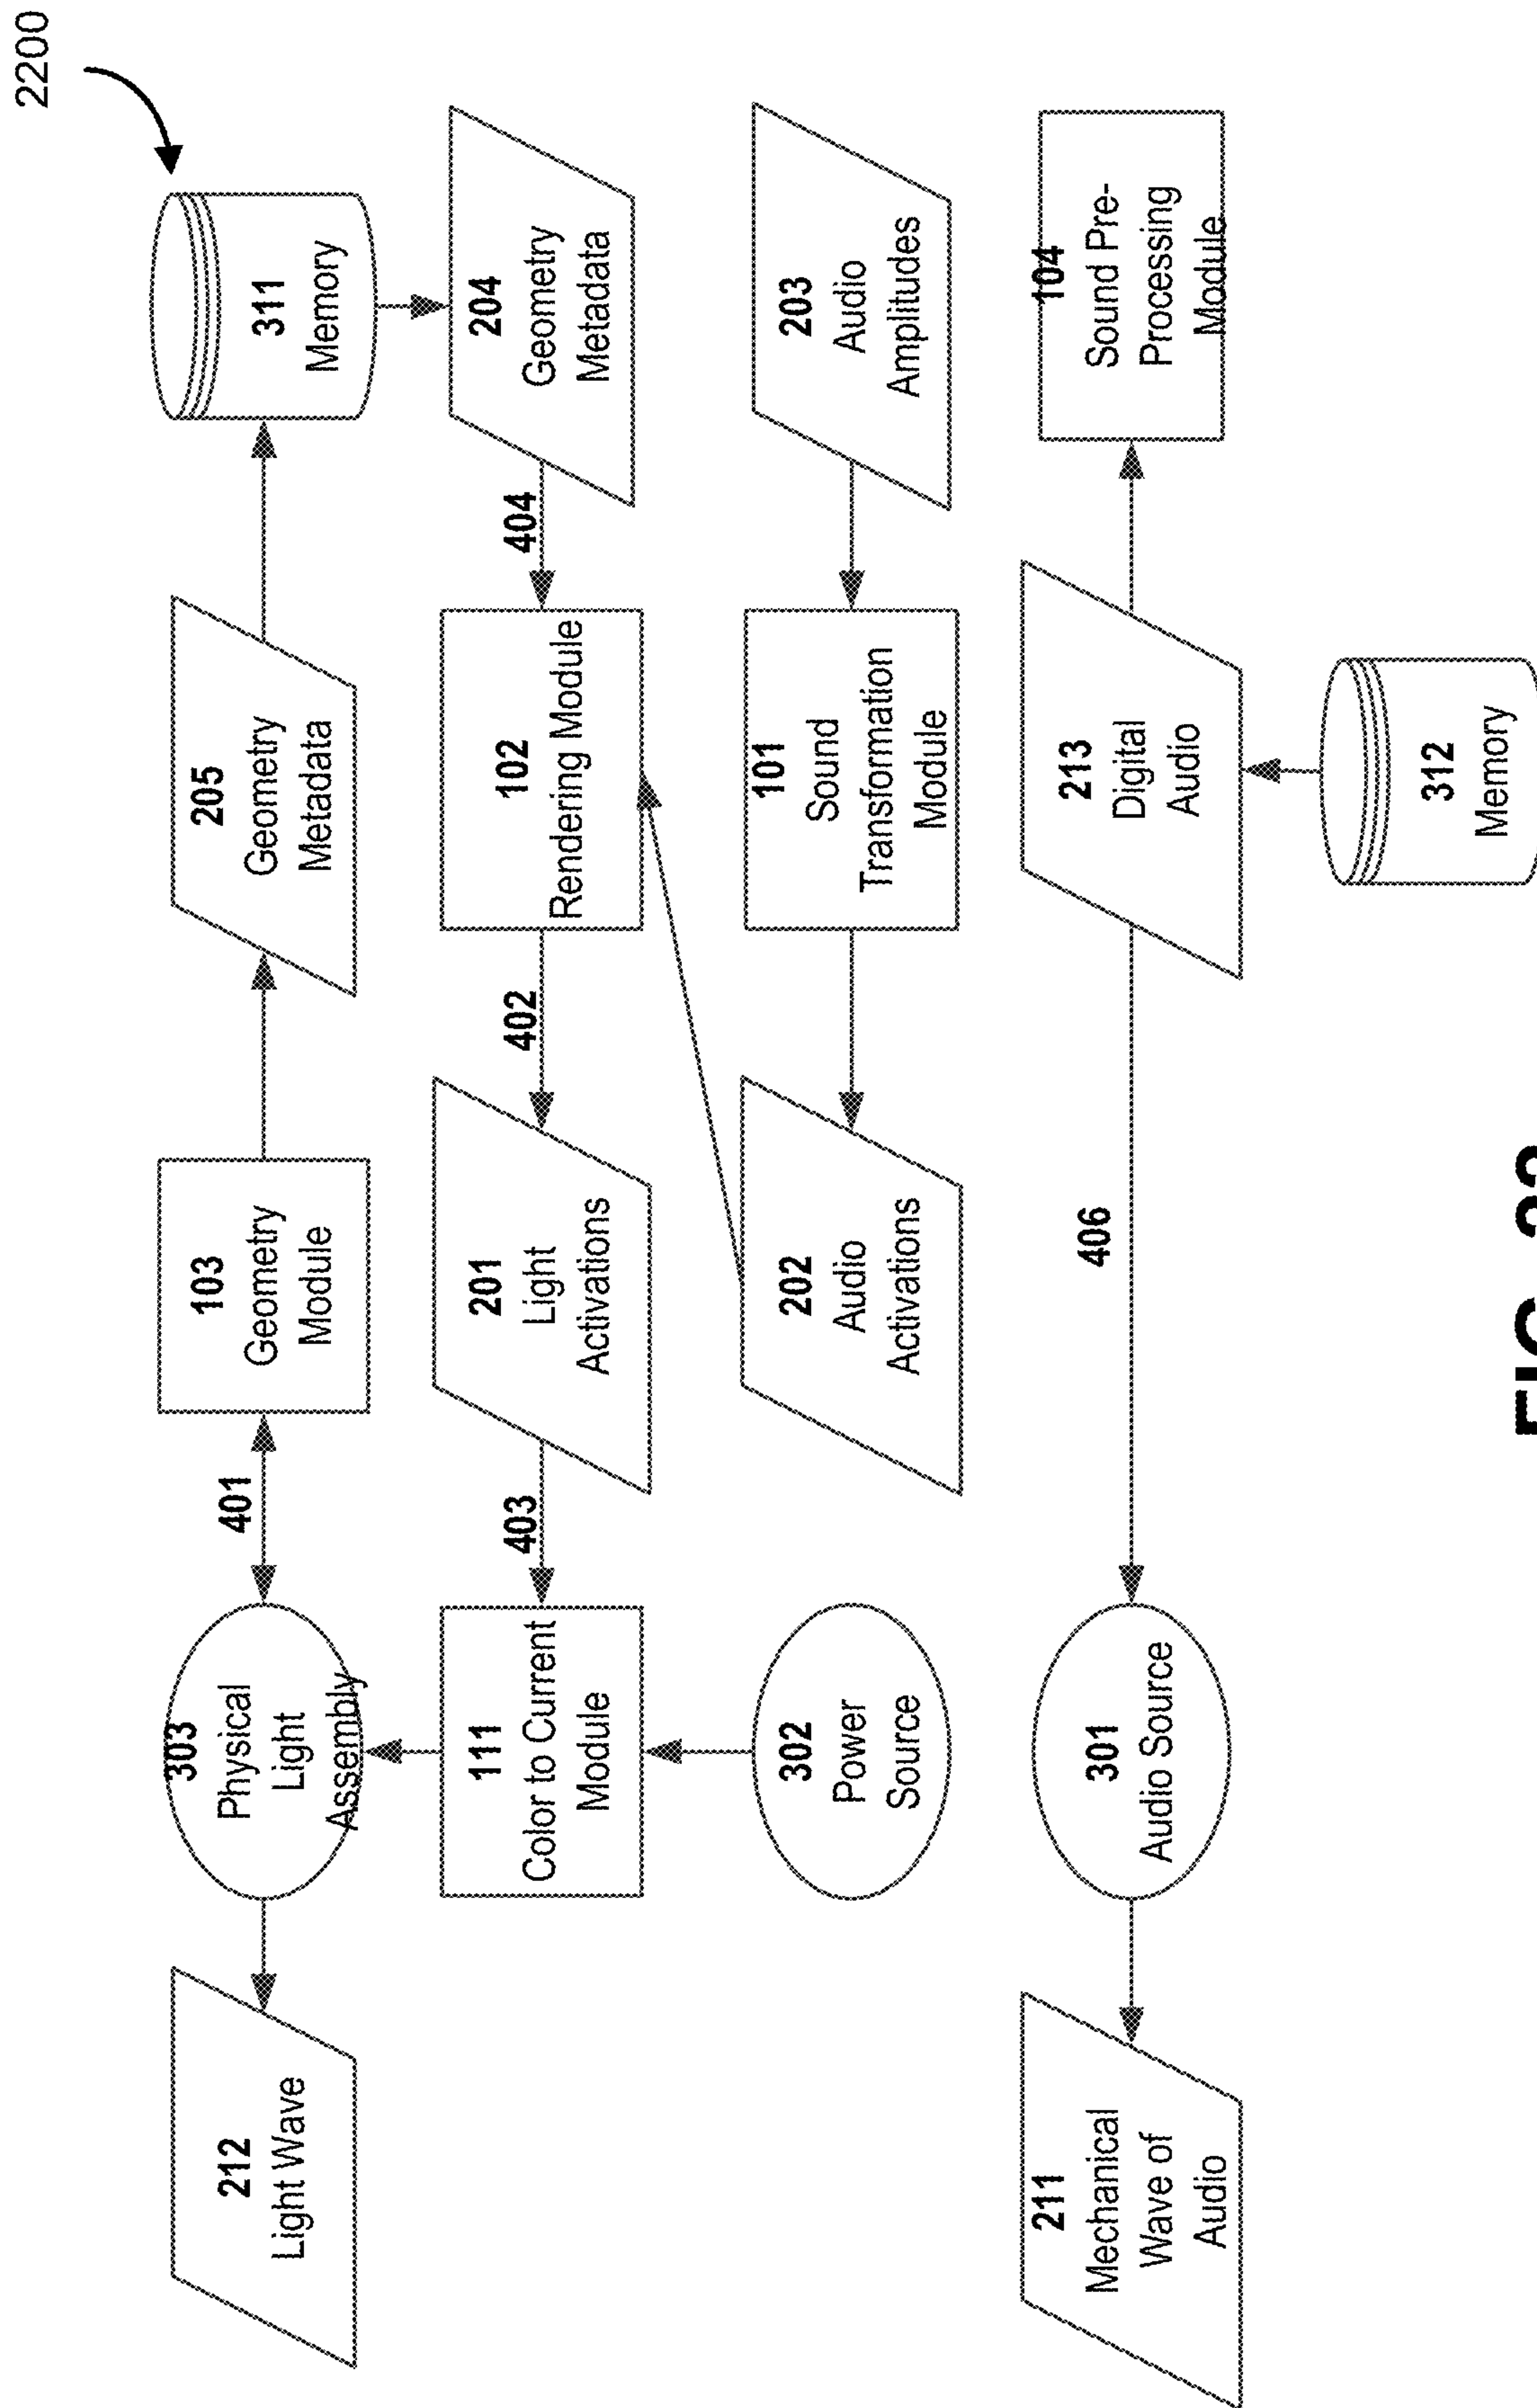 2200
212
Light Wave
303
Physical
Light
Assembly
401
103
Geometry
Module
205
Geometry
Metadata
311
Memory
111
Color to Current
Module
403
201
Light
Activations
402
102
Rendering Module
404
204
Geometry
Metadata
302
Power
Source
202
Audio
Activations
101
Sound
Transformation
Module
203
Audio
Amplitudes
211
Mechanical
Wave of
Audio
301
Audio Source
406
213
Digital
Audio
104
Sound Pre-
Processing
Module
312
Memory
FIG